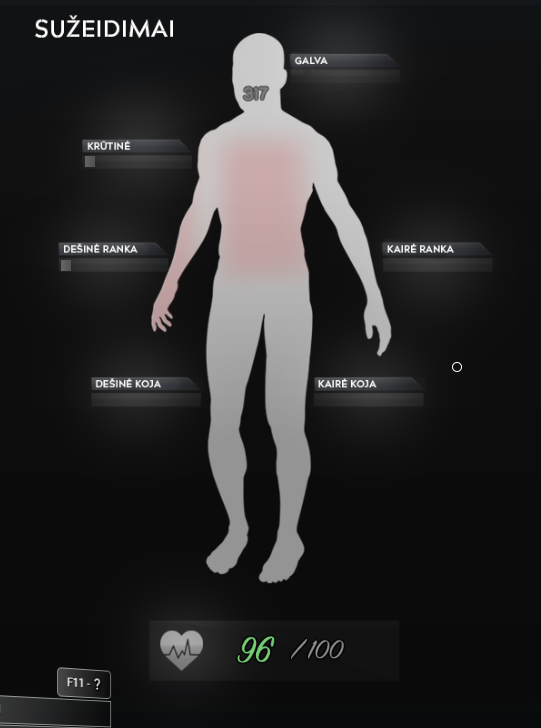 SUŽEIDIMAI
GALVA
317
KRŪTINĖ
DEŠINĖ RANKA
KAIRĖ RANKA
DEŠINĖ KOJA
KAIRĖ KOJA
96 / 100
F11 - ?